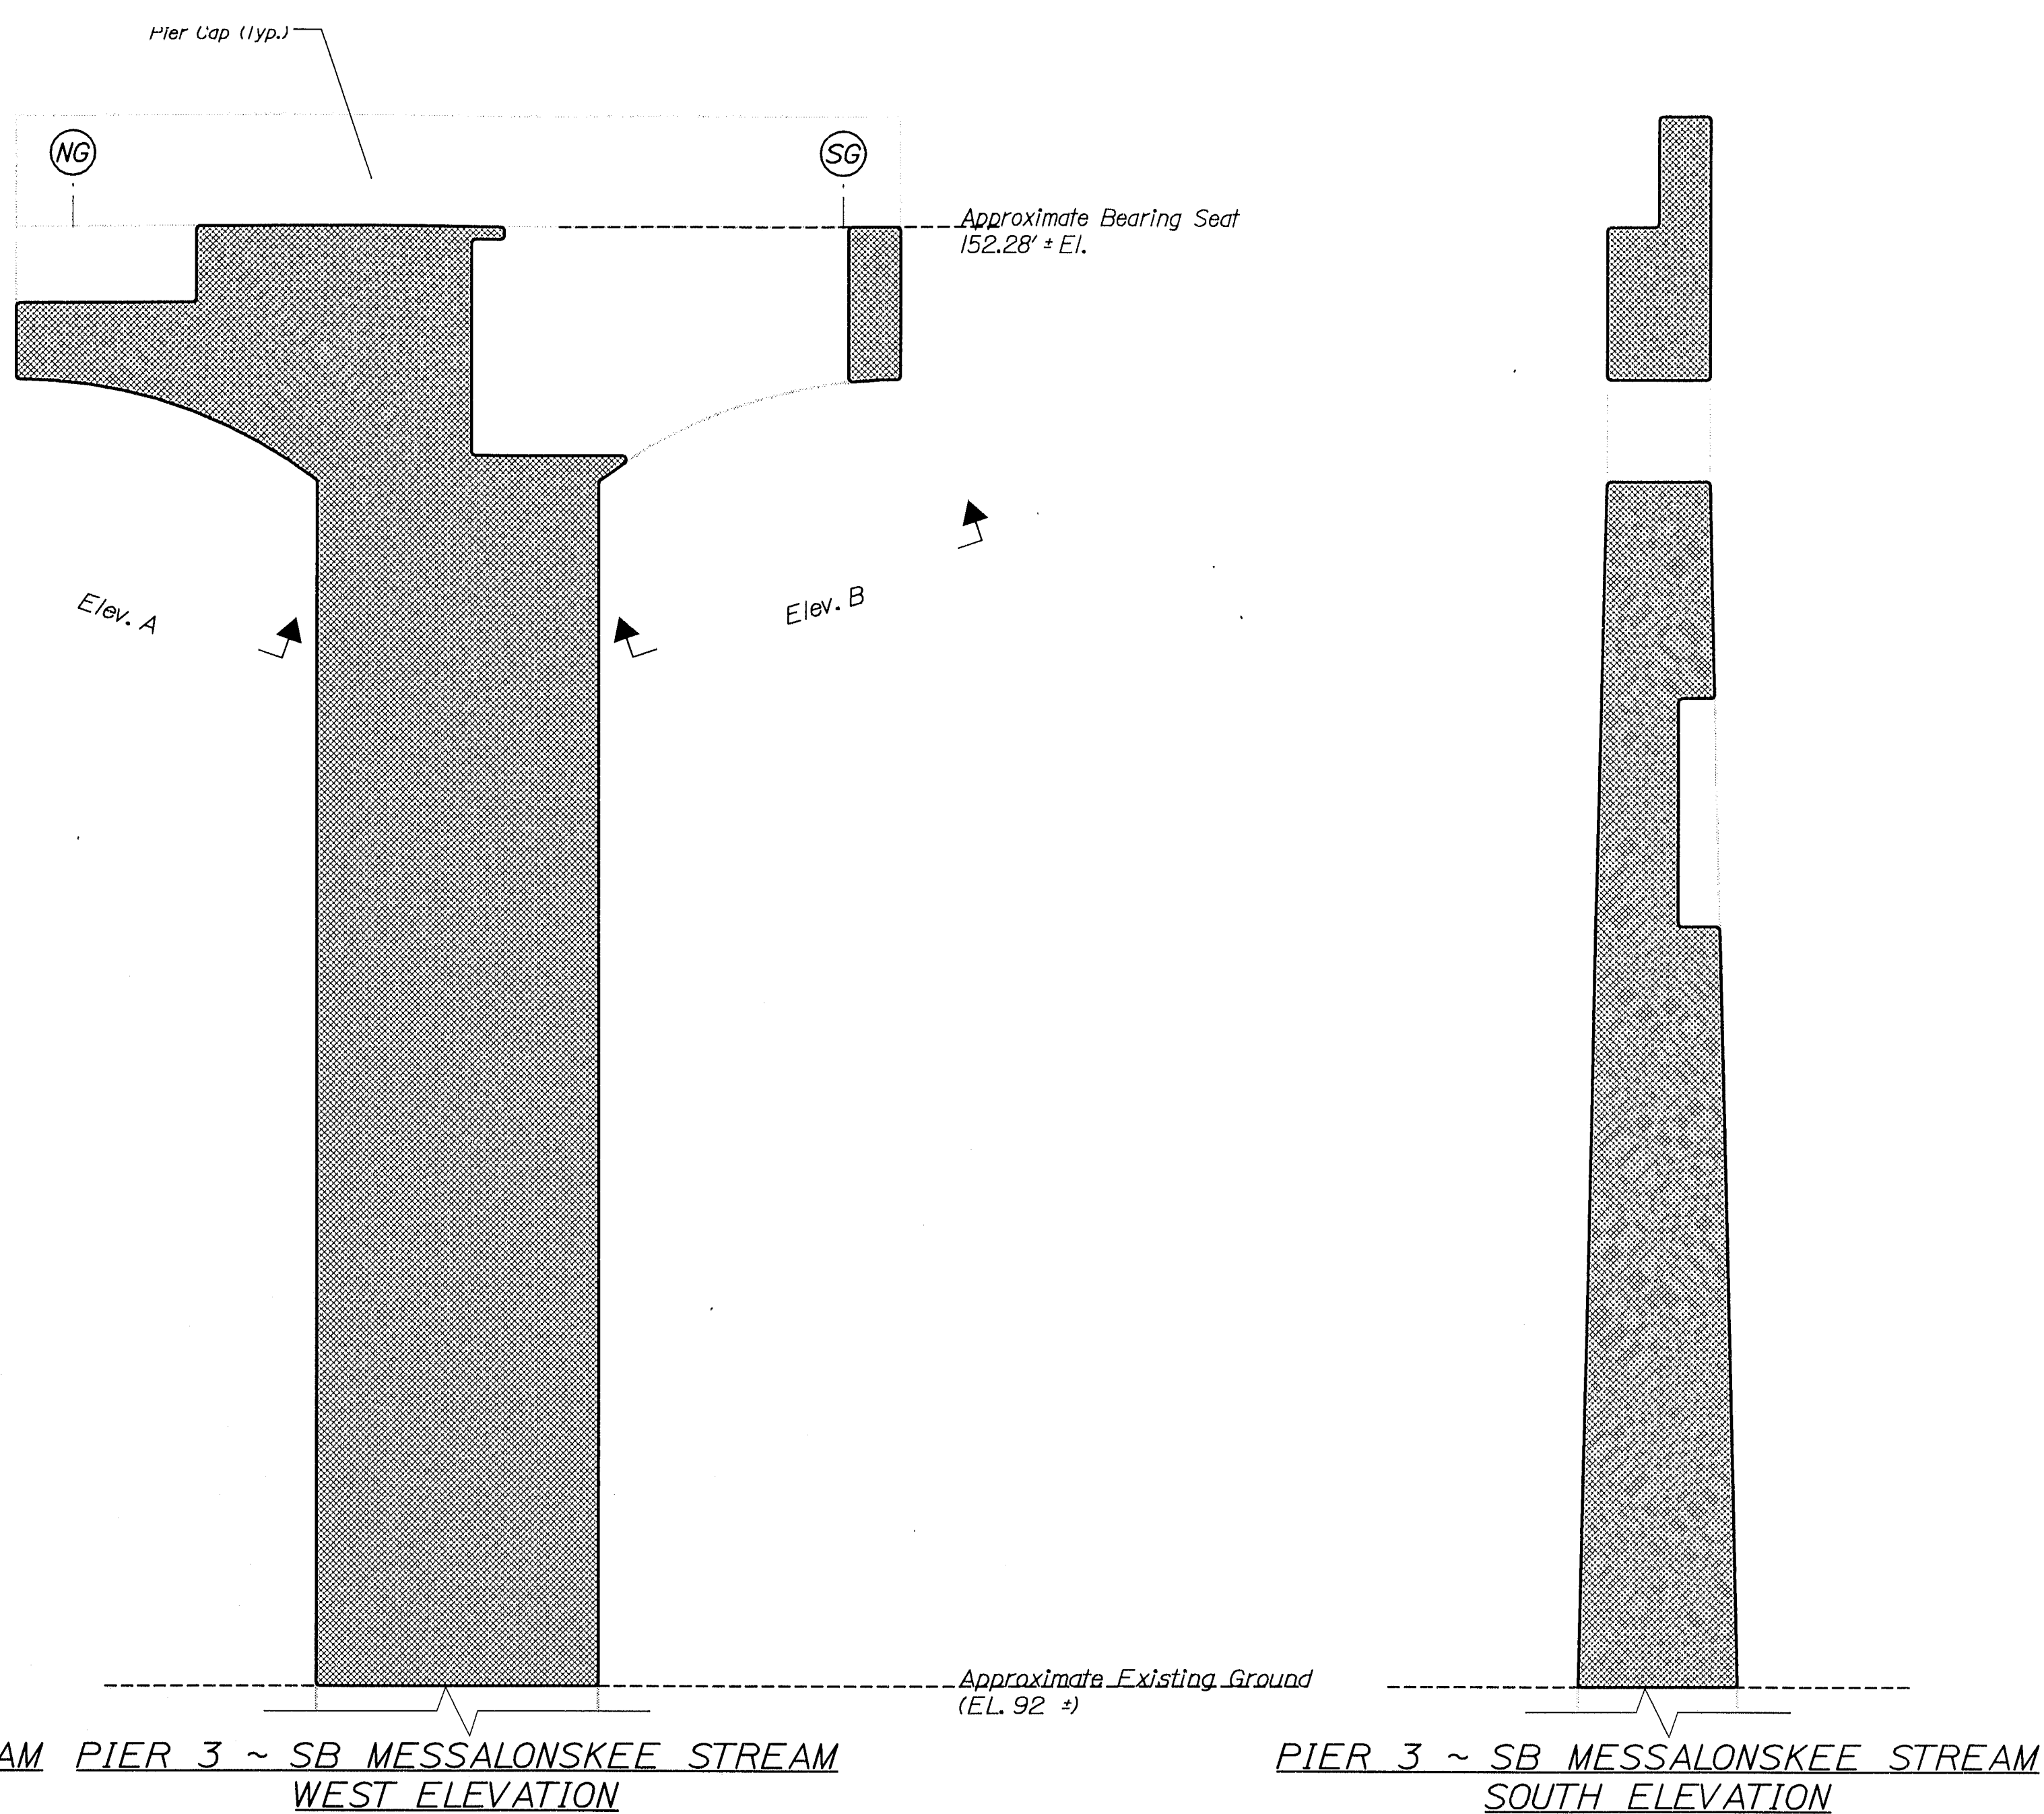 Pier Cap (Typ.)
NG
SG
Approximate Bearing Seat
152.28' ± El.
Elev. A
Elev. B
Approximate Existing Ground
(EL. 92 ±)
AM PIER 3 ~ SB MESSALONSKEE STREAM
WEST ELEVATION
PIER 3 ~ SB MESSALONSKEE STREAM
SOUTH ELEVATION